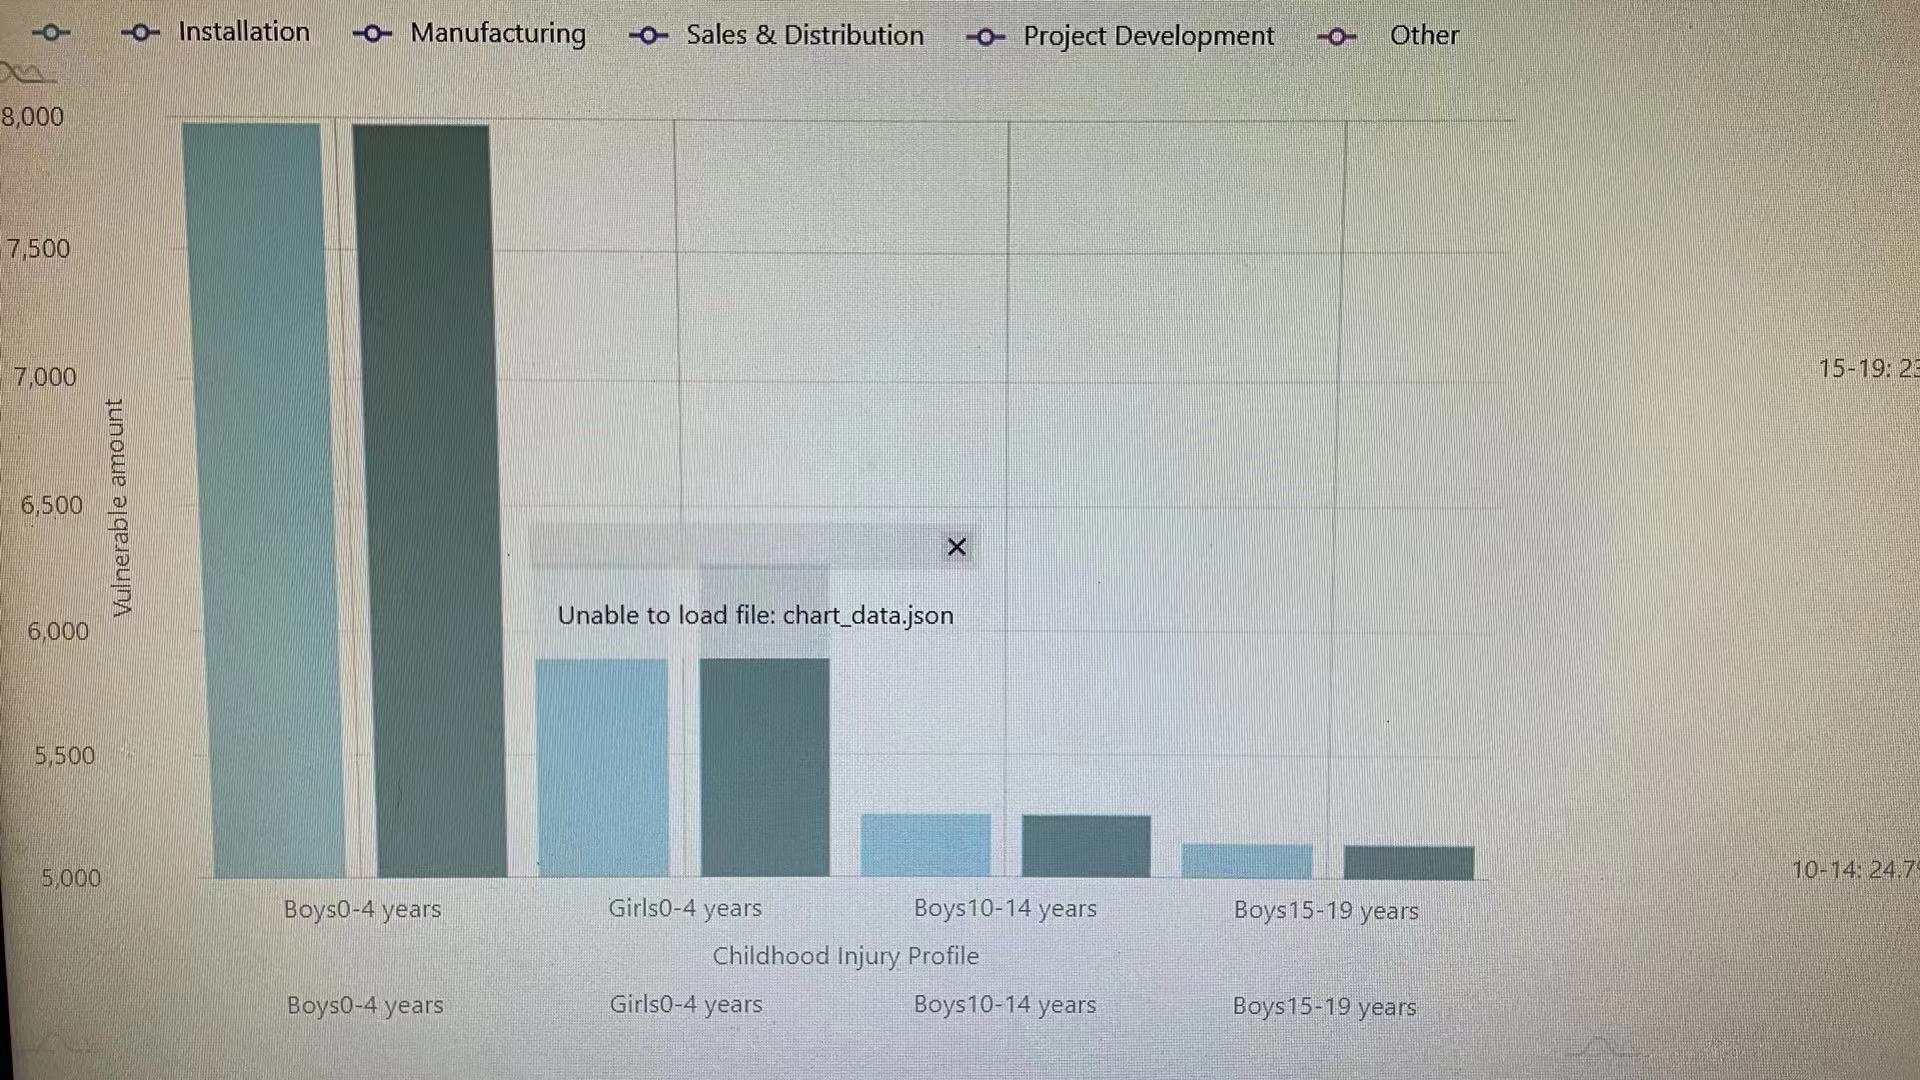 Installation Manufacturing Sales & Distribution Project Development Other
8,000
7,500
7,000
15-19: 23
Vulnerable amount
6,500
Unable to load file: chart_data.json
6,000
5,500
5,000
10-14: 24.7
Boys0-4 years Girls0-4 years Boys10-14 years Boys15-19 years
Childhood Injury Profile
Boys0-4 years Girls0-4 years Boys10-14 years Boys15-19 years